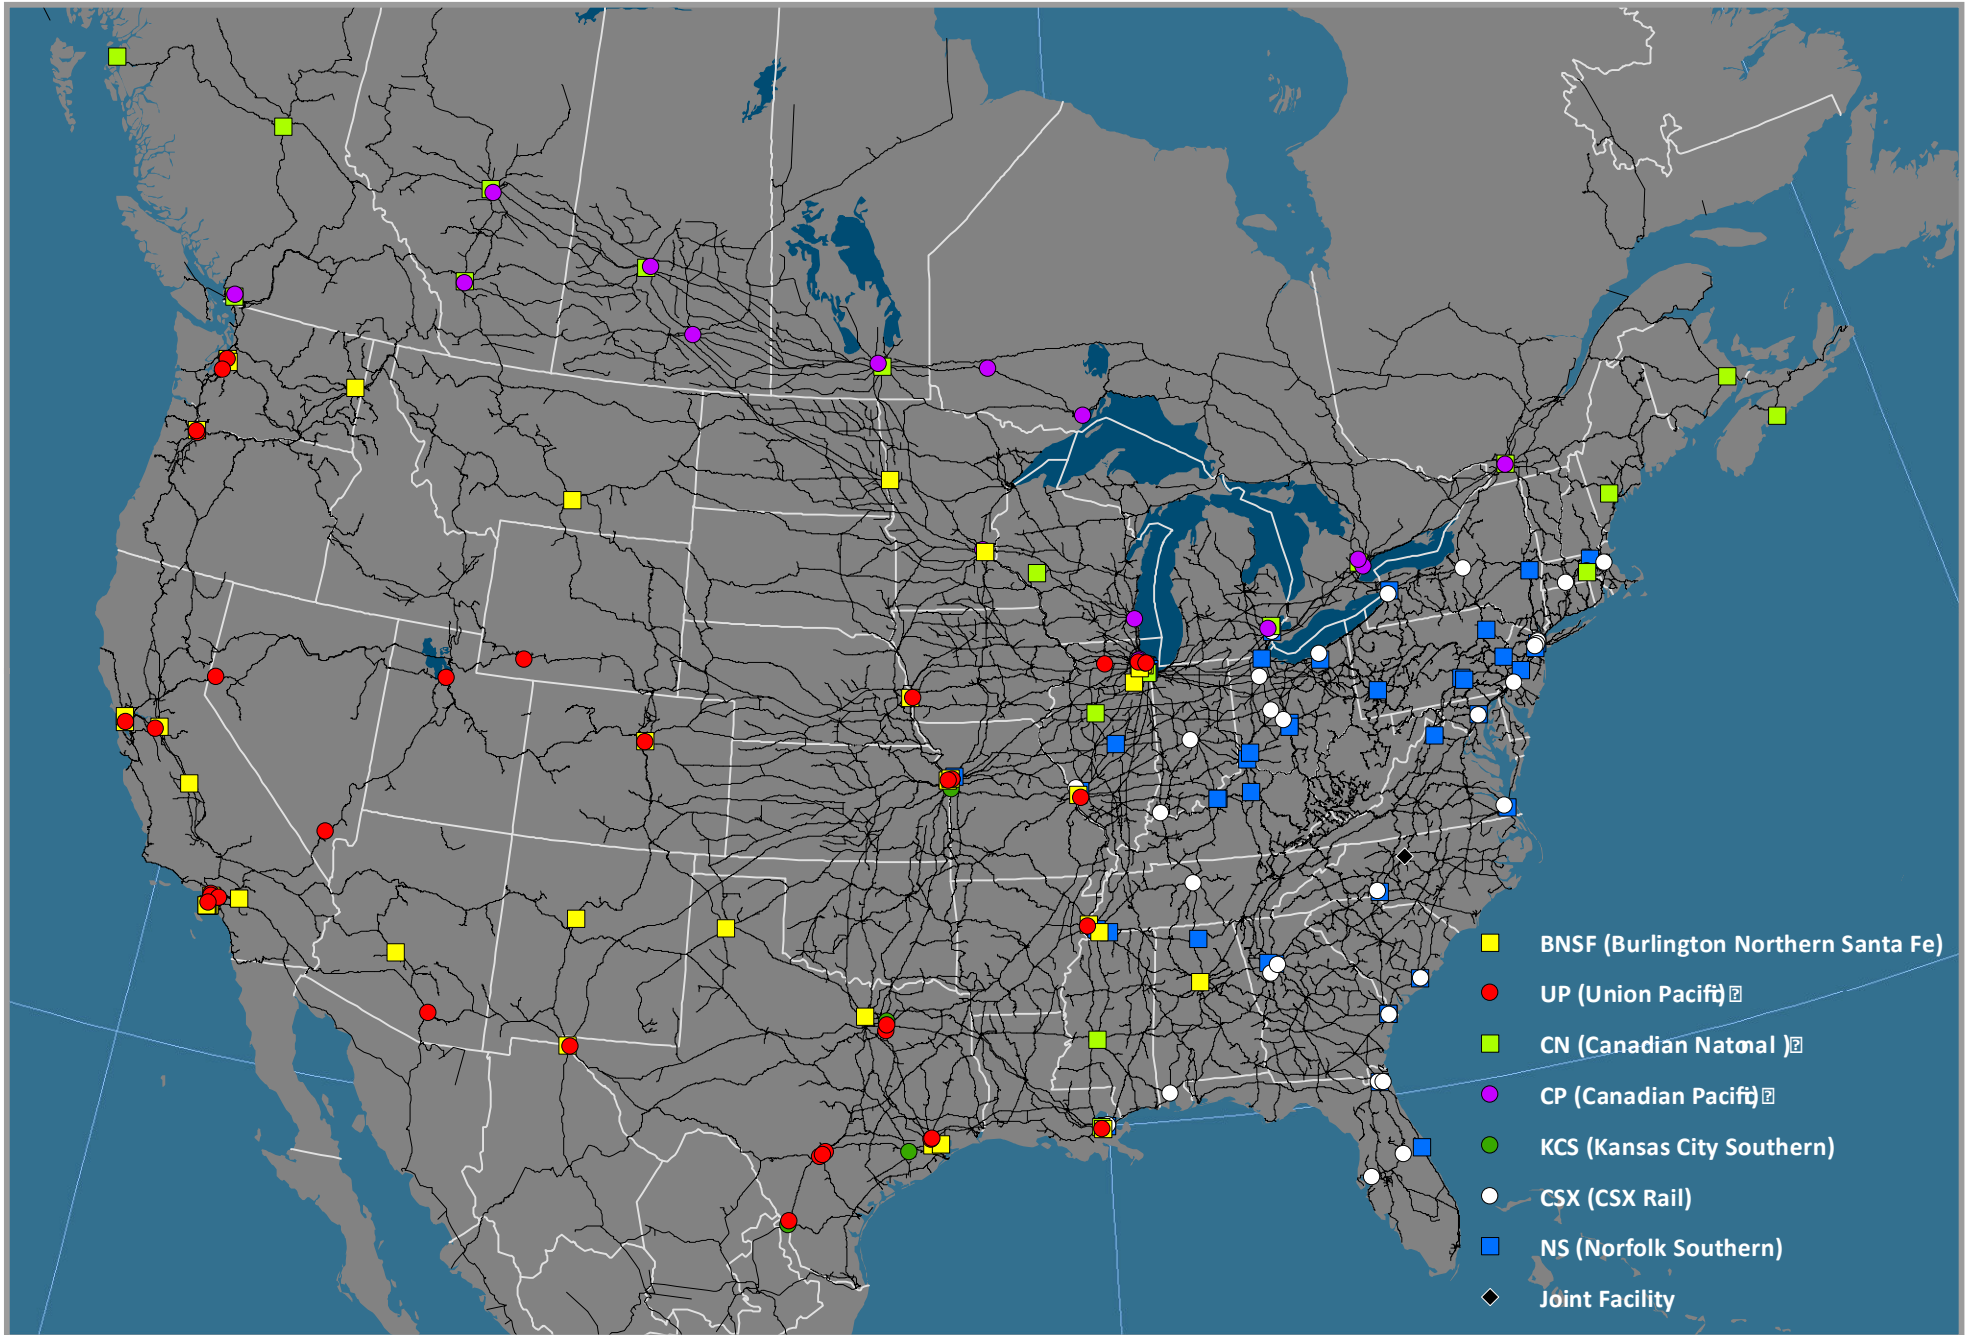 BNSF (Burlington Northern Santa Fe)
UP (Union Pacific)
CN (Canadian National )
CP (Canadian Pacific)
KCS (Kansas City Southern)
CSX (CSX Rail)
NS (Norfolk Southern)
Joint Facility